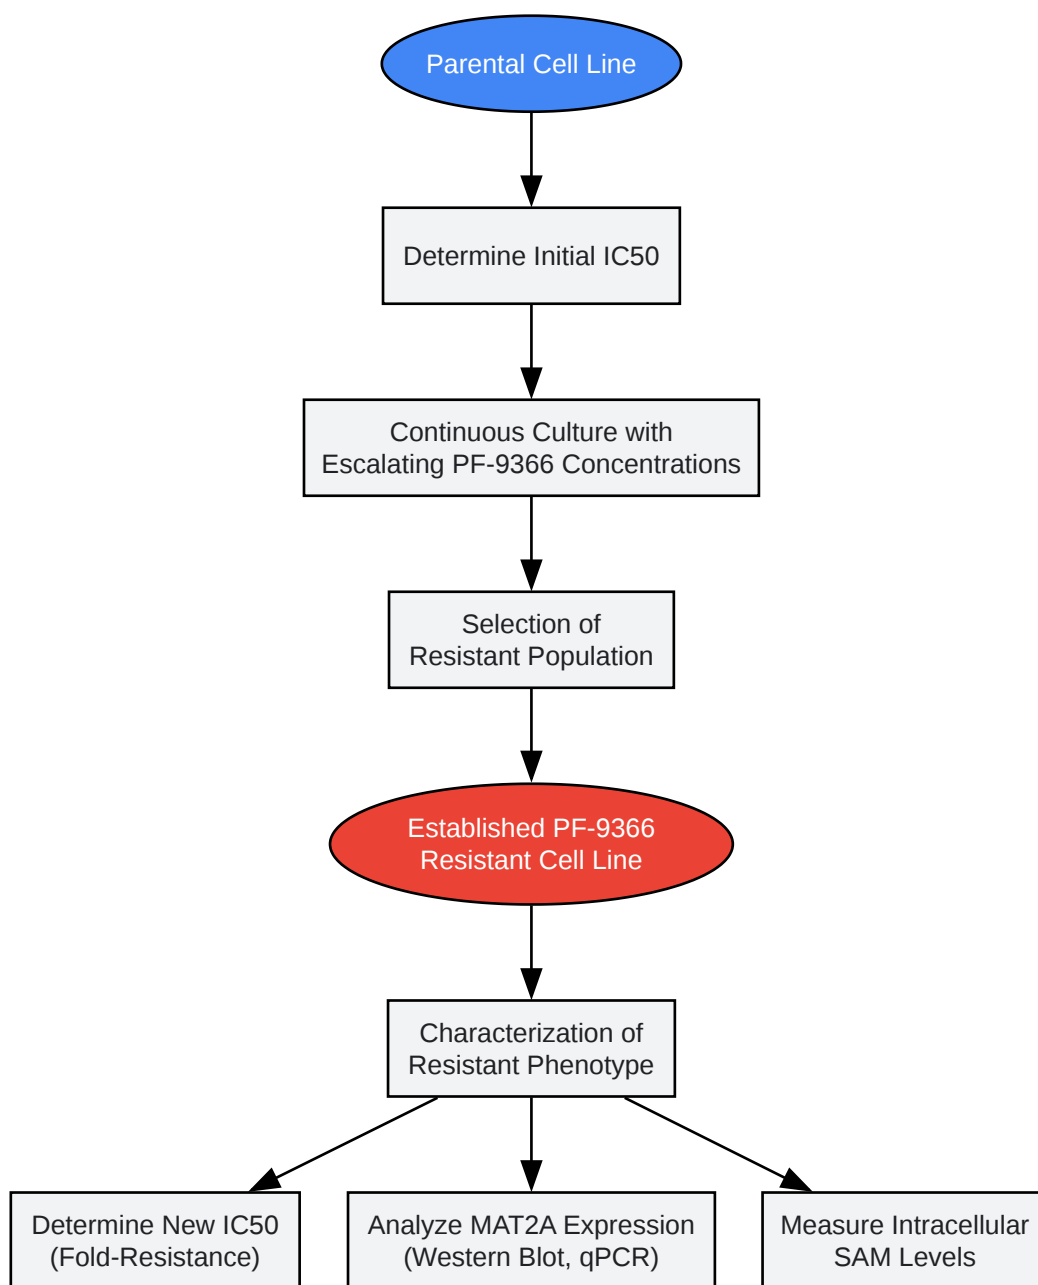 Parental Cell Line
Determine Initial IC50
Continuous Culture with
Escalating PF-9366 Concentrations
Selection of
Resistant Population
Established PF-9366
Resistant Cell Line
Characterization of
Resistant Phenotype
Determine New IC50
(Fold-Resistance)
Analyze MAT2A Expression
(Western Blot, qPCR)
Measure Intracellular
SAM Levels